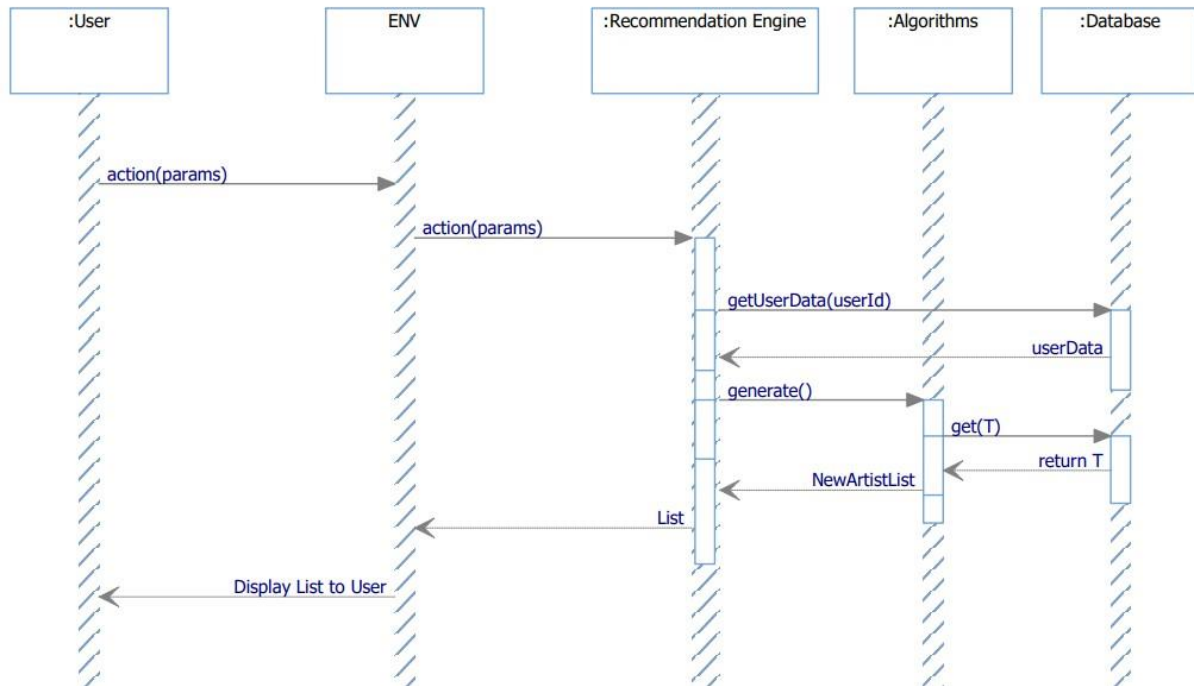 :User
ENV
:Recommendation Engine
:Algorithms
:Database
action(params)
action(params)
getUserData(userId)
userData
generate()
get(T)
return T
NewArtistList
List
Display List to User